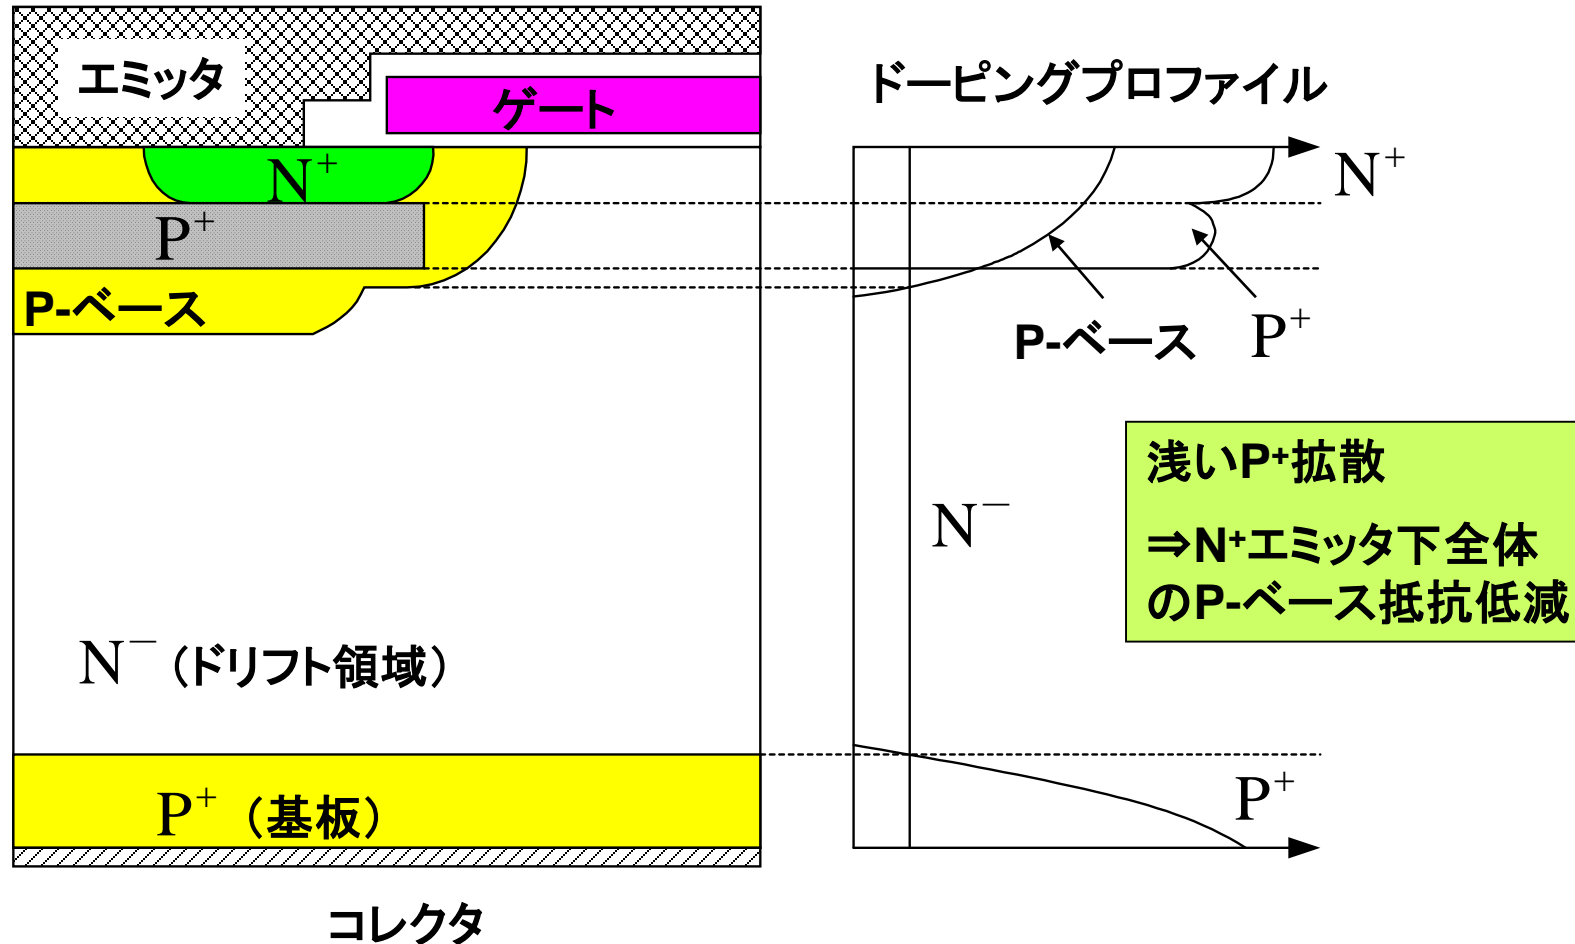 エミッタ
ゲート
N⁺
P⁺
P-ベース
N⁻（ドリフト領域）
P⁺（基板）
コレクタ
ドーピングプロファイル
N⁺
P-ベース
P⁺
N⁻
P⁺
浅いP⁺拡散
⇒N⁺エミッタ下全体
のP-ベース抵抗低減